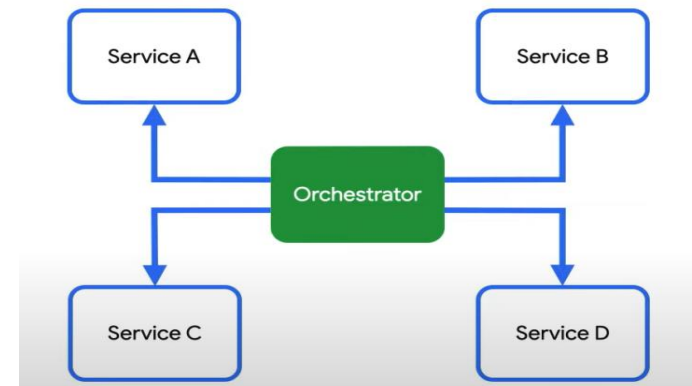 Service A
Service B
Orchestrator
Service C
Service D